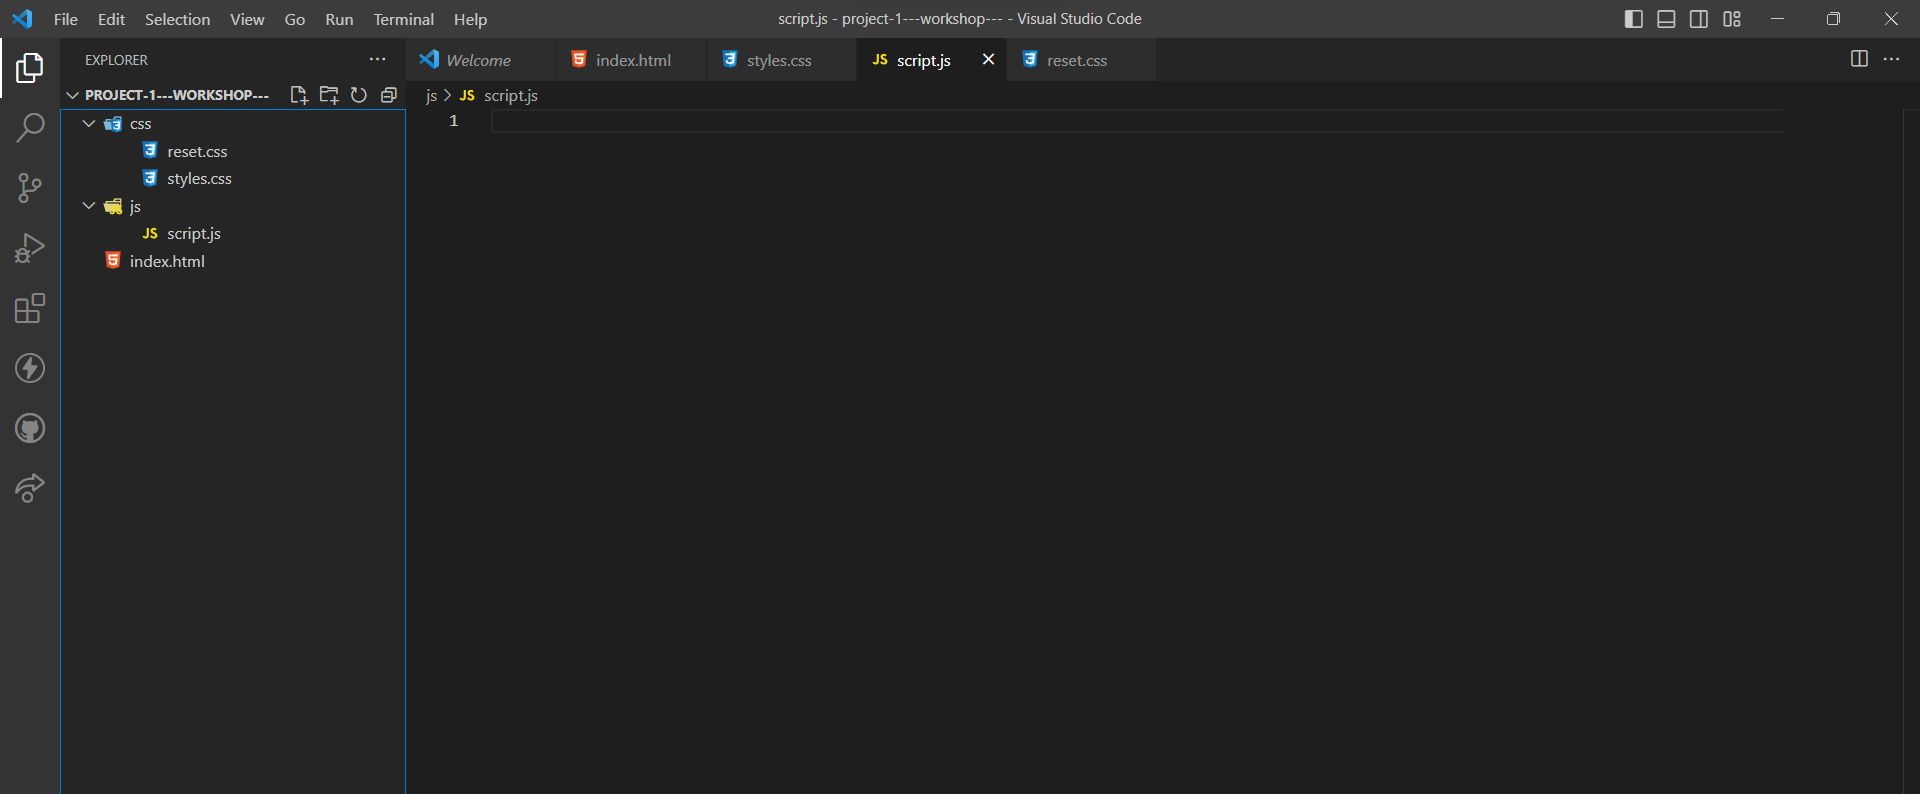 File Edit Selection View Go Run Terminal Help
script.js - project-1---workshop--- - Visual Studio Code
EXPLORER
Welcome
index.html
styles.css
JS script.js
reset.css
PROJECT-1---WORKSHOP---
js > JS script.js
1
css
reset.css
styles.css
js
JS script.js
index.html